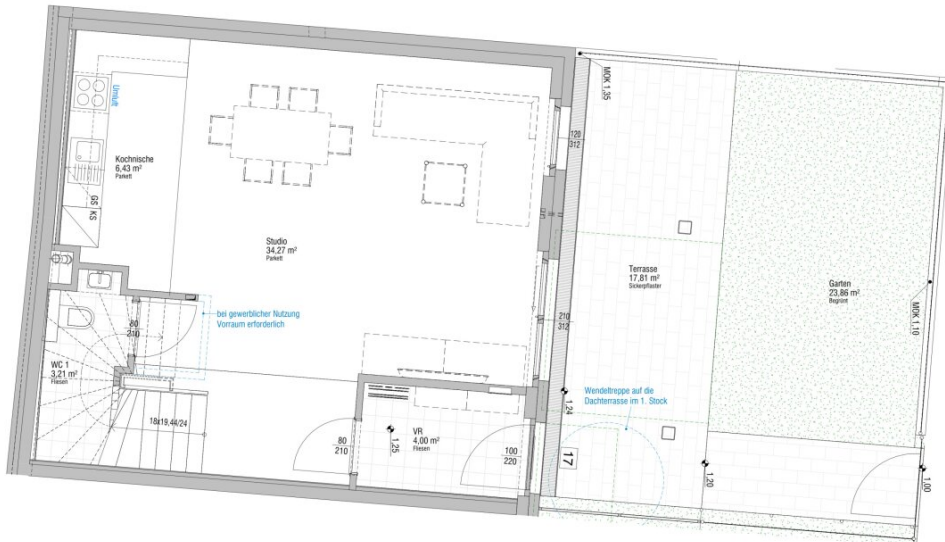 MOK 1,35
Umluft
120
312
Kochnische
6,43 m²
Parkett
GS
KS
Studio
34,27 m²
Parkett
Terrasse
17,81 m²
Sickerpflaster
Garten
23,86 m²
Begrünt
MOK 1,10
bei gewerblicher Nutzung
Vorraum erforderlich
80
210
210
312
WC 1
3,21 m²
Fliesen
18x19,44/24
Wendeltreppe auf die
Dachterrasse im 1. Stock
1,24
VR
4,00 m²
Fliesen
1,25
80
210
100
220
17
1,20
1,00